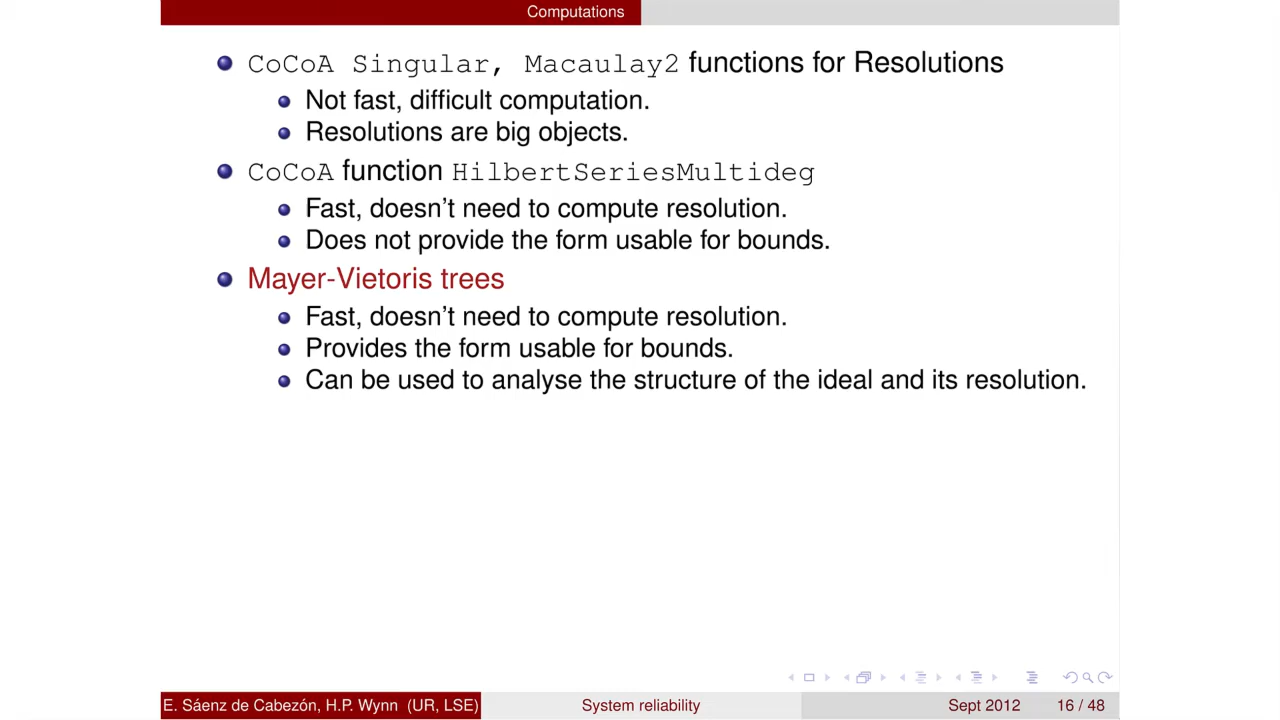 Computations
CoCoA Singular, Macaulay2 functions for Resolutions
Not fast, difficult computation.
Resolutions are big objects.
CoCoA function HilbertSeriesMultideg
Fast, doesn't need to compute resolution.
Does not provide the form usable for bounds.
Mayer-Vietoris trees
Fast, doesn't need to compute resolution.
Provides the form usable for bounds.
Can be used to analyse the structure of the ideal and its resolution.
E. Sáenz de Cabezón, H.P. Wynn (UR, LSE) System reliability Sept 2012 16 / 48